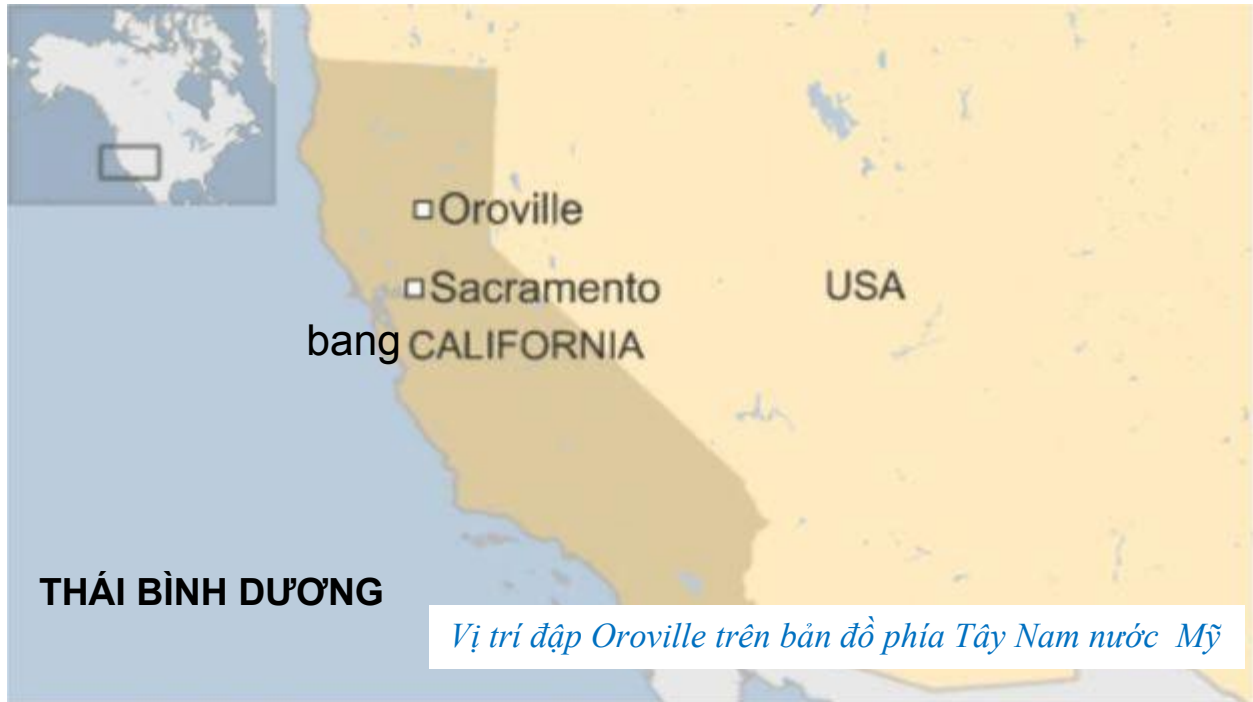 Oroville
Sacramento
USA
bang CALIFORNIA
THÁI BÌNH DƯƠNG
Vị trí đập Oroville trên bản đồ phía Tây Nam nước Mỹ